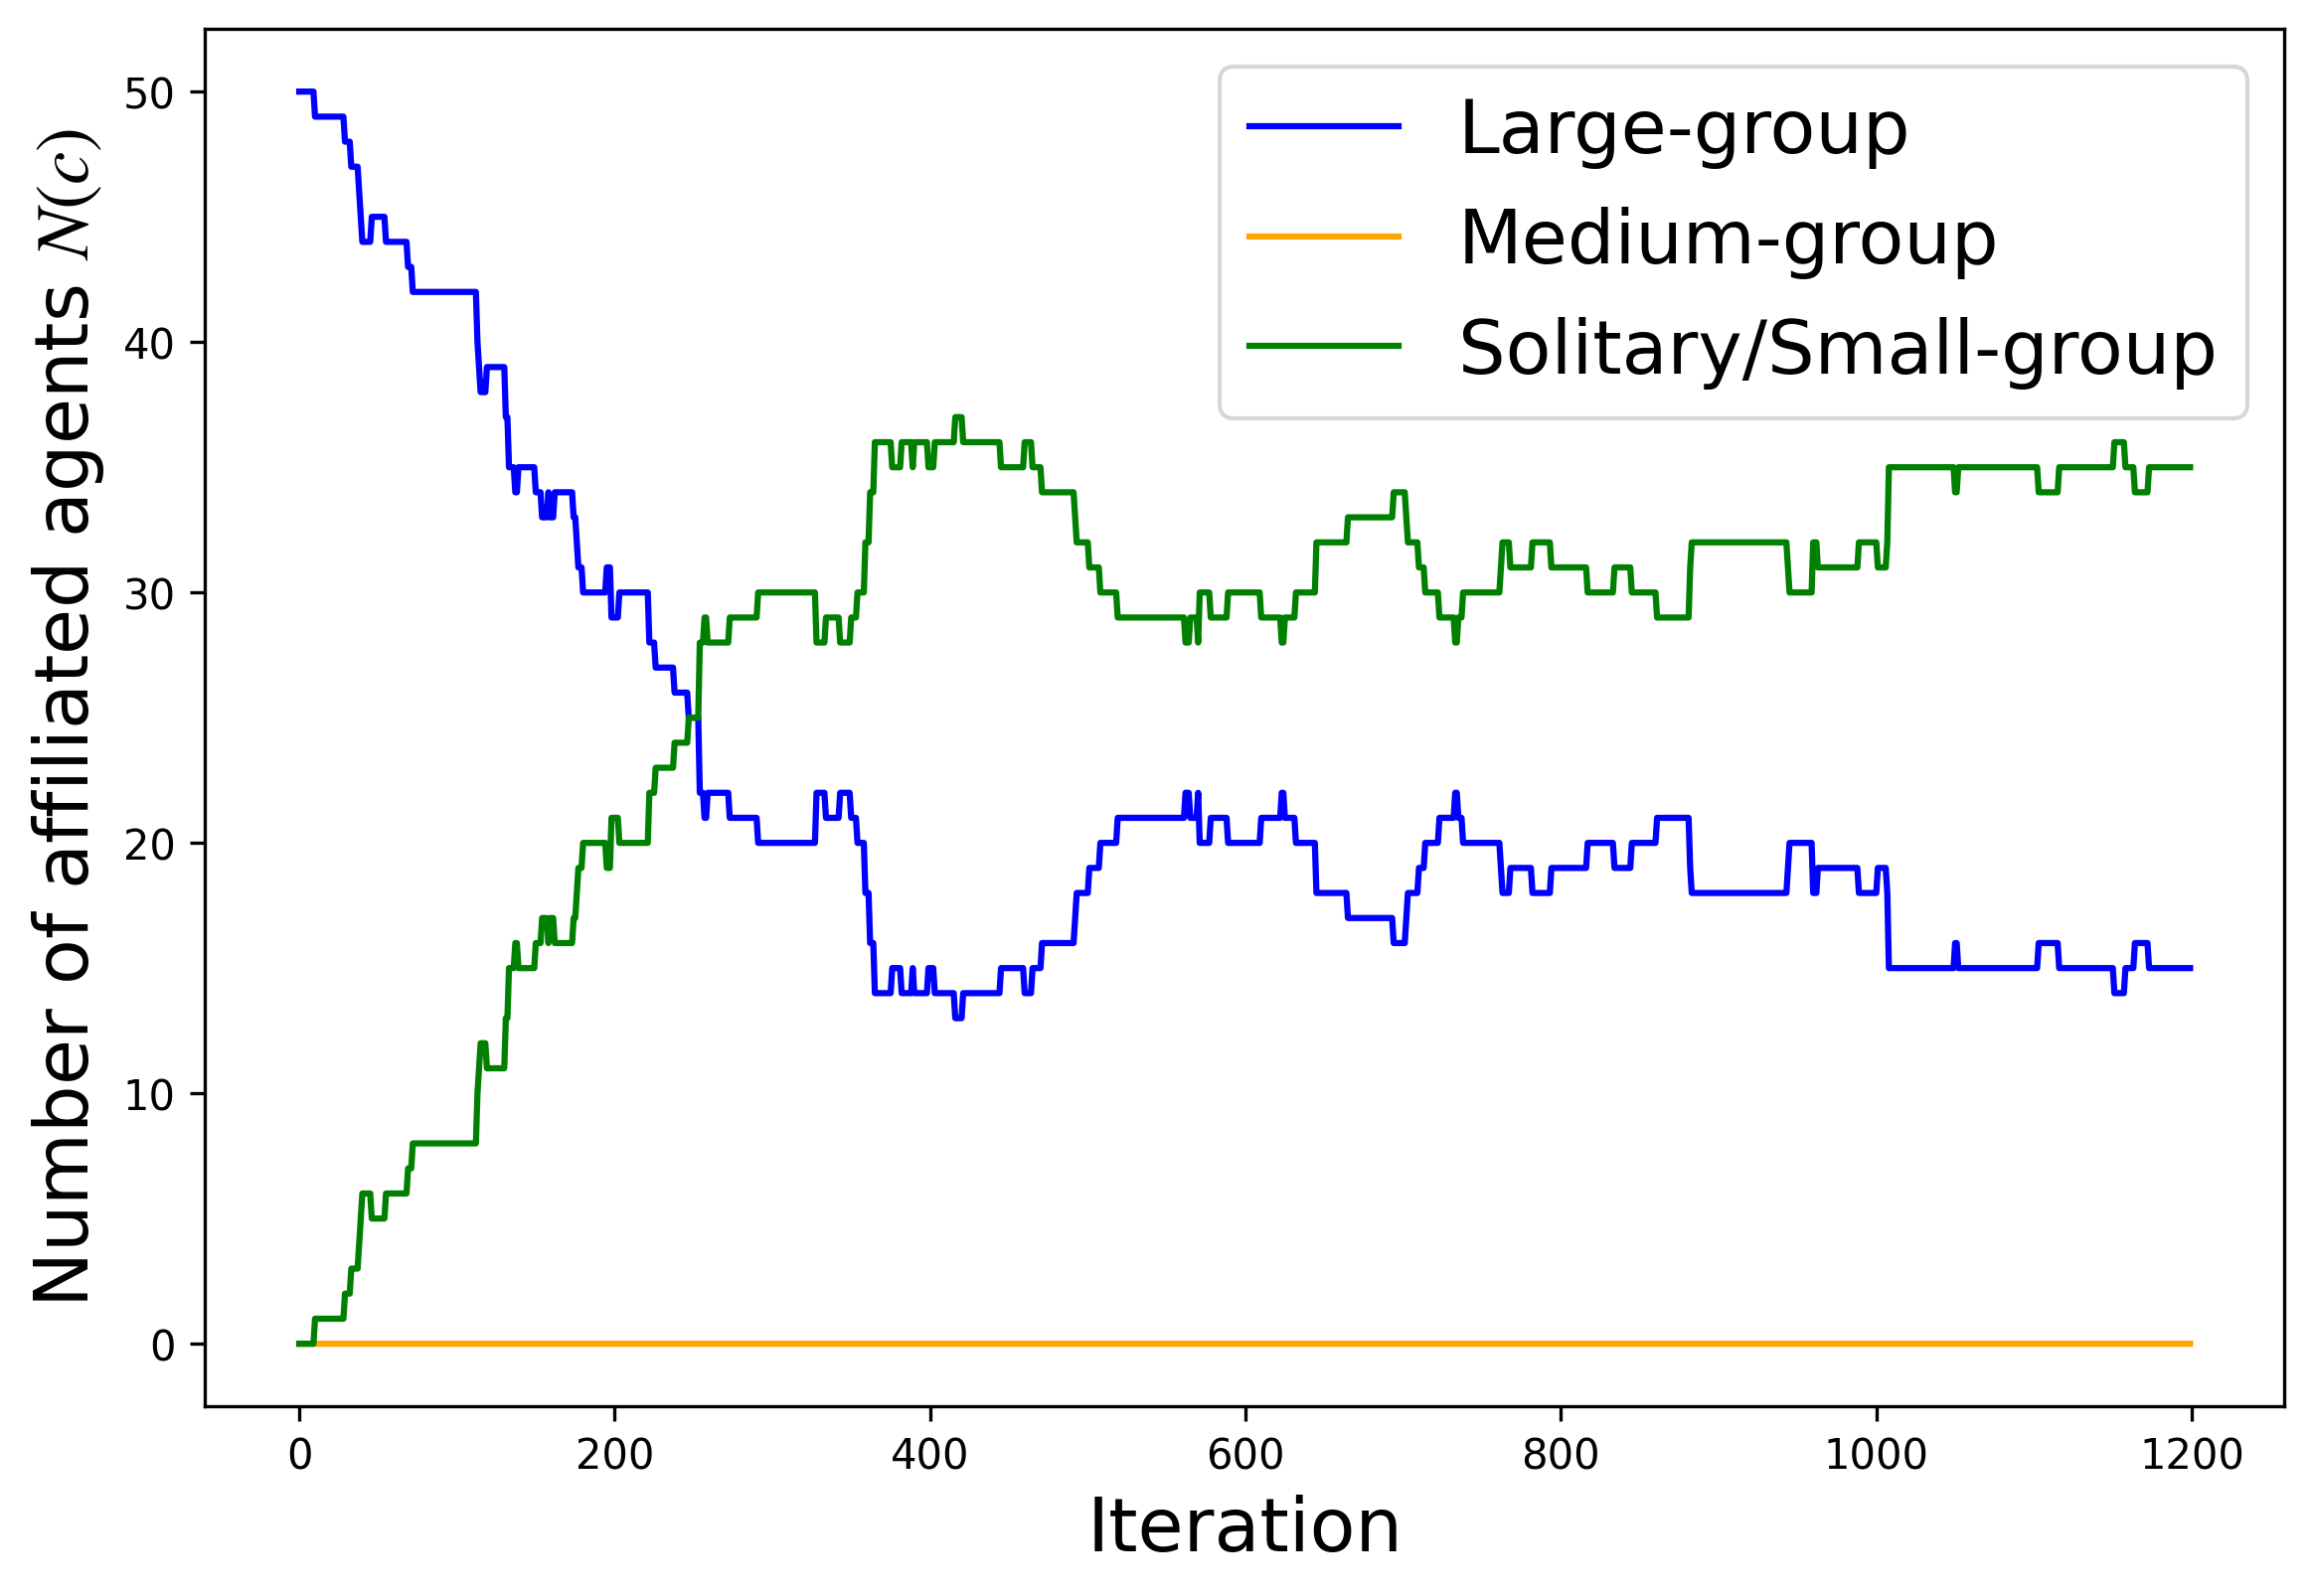 Number of affiliated agents N(c)
50
40
30
20
10
0
Large-group
Medium-group
Solitary/Small-group
0 200 400 600 800 1000 1200
Iteration